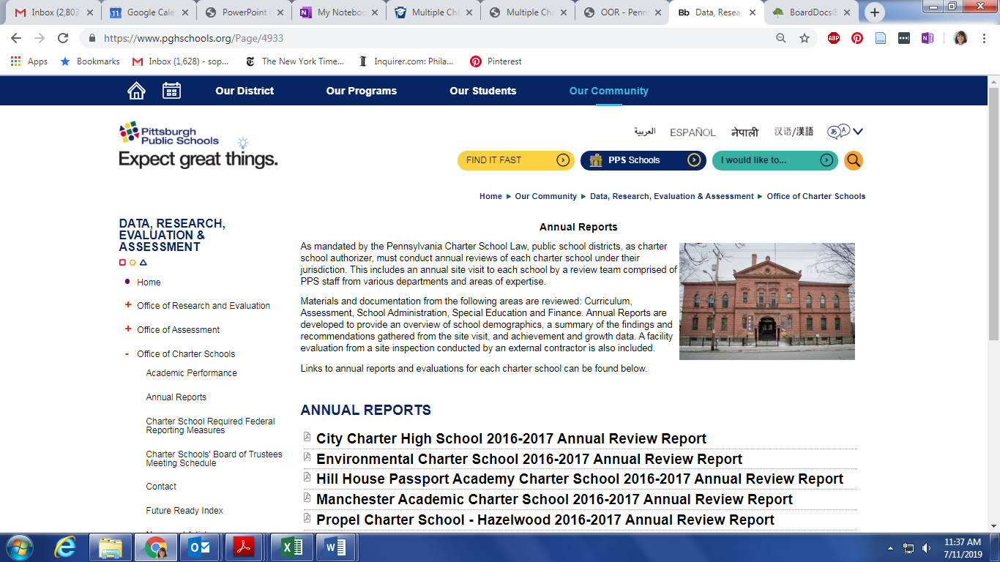 Inbox (2,803
Google Cale
PowerPoint
My Noteboo
Multiple Cha
Multiple Cha
OOR - Penn
Bb Data, Resear
BoardDocs®
https://www.pghschools.org/Page/4933
ABP
Apps
Bookmarks
Inbox (1,628) - sop...
The New York Time...
Inquirer.com: Phila...
Pinterest
Our District
Our Programs
Our Students
Our Community
Pittsburgh
Public Schools
Expect great things.
العربية
ESPAÑOL
नेपाली
汉语/漢語
FIND IT FAST
PPS Schools
I would like to...
Home ► Our Community ► Data, Research, Evaluation & Assessment ► Office of Charter Schools
DATA, RESEARCH,
EVALUATION &
ASSESSMENT
Home
+ Office of Research and Evaluation
+ Office of Assessment
- Office of Charter Schools
Academic Performance
Annual Reports
Charter School Required Federal
Reporting Measures
Charter Schools' Board of Trustees
Meeting Schedule
Contact
Future Ready Index
Annual Reports
As mandated by the Pennsylvania Charter School Law, public school districts, as charter
school authorizer, must conduct annual reviews of each charter school under their
jurisdiction. This includes an annual site visit to each school by a review team comprised of
PPS staff from various departments and areas of expertise.
Materials and documentation from the following areas are reviewed: Curriculum,
Assessment, School Administration, Special Education and Finance. Annual Reports are
developed to provide an overview of school demographics, a summary of the findings and
recommendations gathered from the site visit, and achievement and growth data. A facility
evaluation from a site inspection conducted by an external contractor is also included.
Links to annual reports and evaluations for each charter school can be found below.
ANNUAL REPORTS
City Charter High School 2016-2017 Annual Review Report
Environmental Charter School 2016-2017 Annual Review Report
Hill House Passport Academy Charter School 2016-2017 Annual Review Report
Manchester Academic Charter School 2016-2017 Annual Review Report
Propel Charter School - Hazelwood 2016-2017 Annual Review Report
11:37 AM
7/11/2019